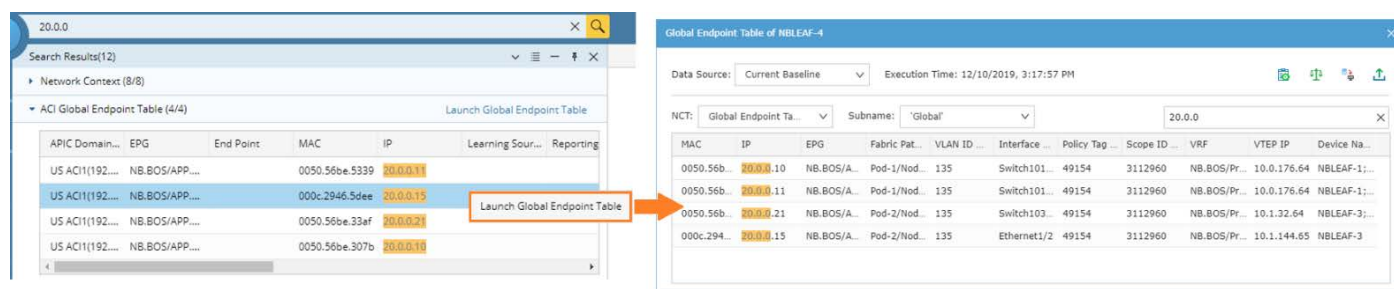 20.0.0
Search Results(12)
Network Context (8/8)
ACI Global Endpoint Table (4/4) Launch Global Endpoint Table
APIC Domain... EPG End Point MAC IP Learning Sour... Reporting
US ACI1(192.... NB.BOS/APP.... 0050.56be.5339 20.0.0.11
US ACI1(192.... NB.BOS/APP.... 000c.2946.5dee 20.0.0.15
US ACI1(192.... NB.BOS/APP.... 0050.56be.33af 20.0.0.21
US ACI1(192.... NB.BOS/APP.... 0050.56be.307b 20.0.0.10
Launch Global Endpoint Table
Global Endpoint Table of NBLEAF-4
Data Source: Current Baseline Execution Time: 12/10/2019, 3:17:57 PM
NCT: Global Endpoint Ta... Subname: 'Global' 20.0.0
MAC IP EPG Fabric Pat... VLAN ID ... Interface ... Policy Tag ... Scope ID ... VRF VTEP IP Device Na...
0050.56b... 20.0.0.10 NB.BOS/A... Pod-1/Nod... 135 Switch101... 49154 3112960 NB.BOS/Pr... 10.0.176.64 NBLEAF-1;...
0050.56b... 20.0.0.11 NB.BOS/A... Pod-1/Nod... 135 Switch101... 49154 3112960 NB.BOS/Pr... 10.0.176.64 NBLEAF-1;...
0050.56b... 20.0.0.21 NB.BOS/A... Pod-2/Nod... 135 Switch103... 49154 3112960 NB.BOS/Pr... 10.1.32.64 NBLEAF-3;...
000c.294... 20.0.0.15 NB.BOS/A... Pod-2/Nod... 135 Ethernet1/2 49154 3112960 NB.BOS/Pr... 10.1.144.65 NBLEAF-3